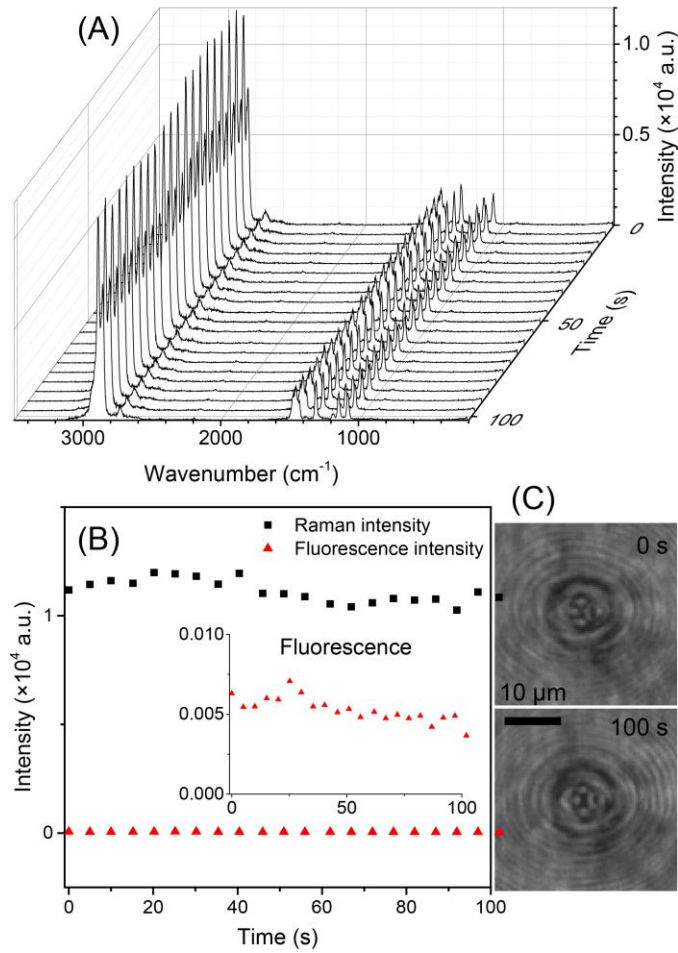 (A)
1.0
0.5
0
Intensity (×10⁴ a.u.)
0
50
100
Time (s)
3000
2000
1000
Wavenumber (cm⁻¹)
(B)
Raman intensity
Fluorescence intensity
1
0
Intensity (×10⁴ a.u.)
Fluorescence
0.010
0.005
0.000
0
50
100
0
20
40
60
80
100
Time (s)
(C)
0 s
10 μm
100 s